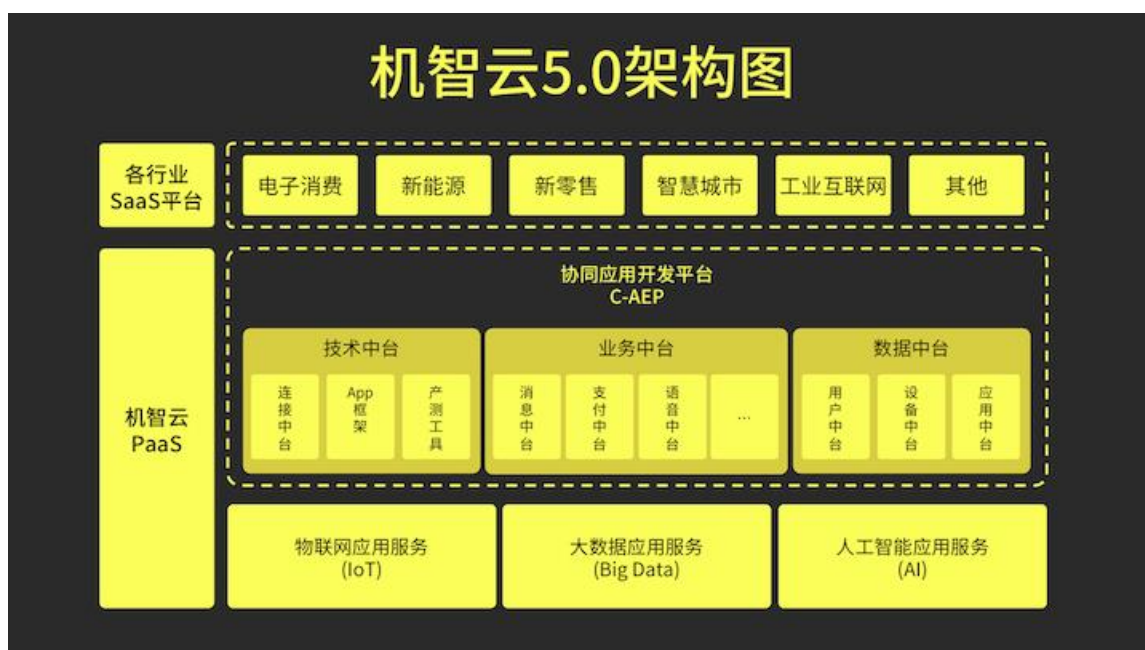 机智云5.0架构图
各行业
SaaS平台
电子消费
新能源
新零售
智慧城市
工业互联网
其他
机智云
PaaS
协同应用开发平台
C-AEP
技术中台
连接中台
App框架
产测工具
业务中台
消息中台
支付中台
语音中台
...
数据中台
用户中台
设备中台
应用中台
物联网应用服务
(IoT)
大数据应用服务
(Big Data)
人工智能应用服务
(AI)